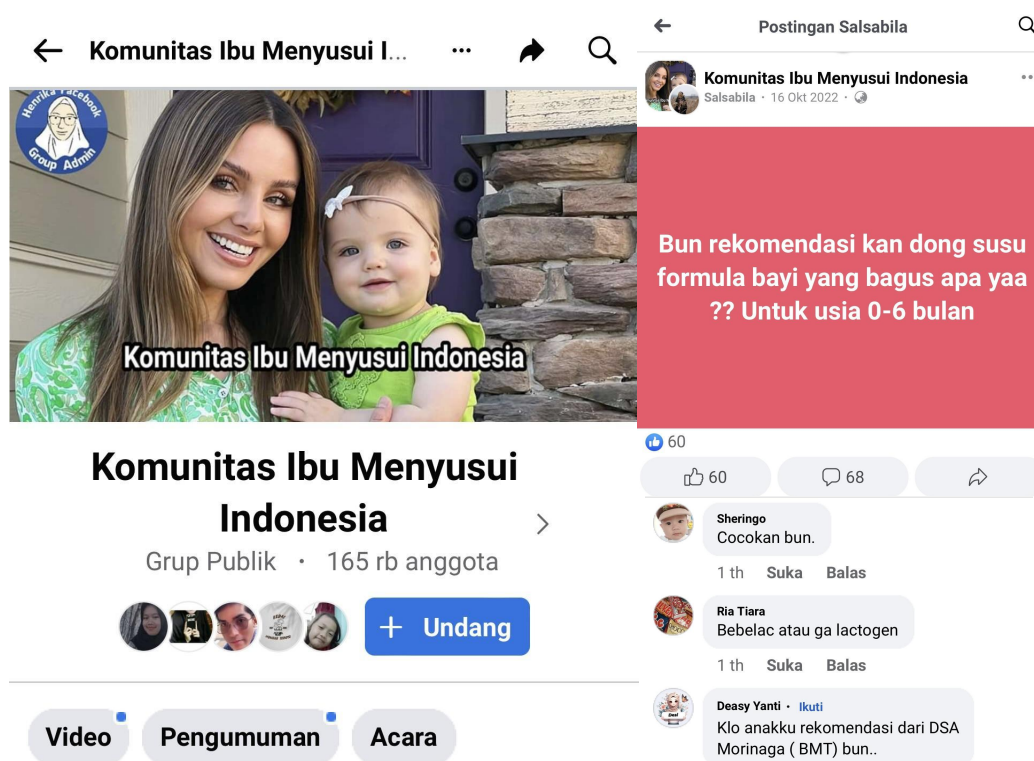 Komunitas Ibu Menyusui I...
Henrika Facebook
Group Admin
Komunitas Ibu Menyusui Indonesia
Komunitas Ibu Menyusui
Indonesia
Grup Publik · 165 rb anggota
+ Undang
Video
Pengumuman
Acara
Postingan Salsabila
Komunitas Ibu Menyusui Indonesia
Salsabila · 16 Okt 2022 ·
Bun rekomendasi kan dong susu
formula bayi yang bagus apa yaa
?? Untuk usia 0-6 bulan
60
60
68
Sheringo
Cocokan bun.
1 th Suka Balas
Ria Tiara
Bebelac atau ga lactogen
1 th Suka Balas
Deasy Yanti · Ikuti
Klo anakku rekomendasi dari DSA
Morinaga ( BMT) bun..